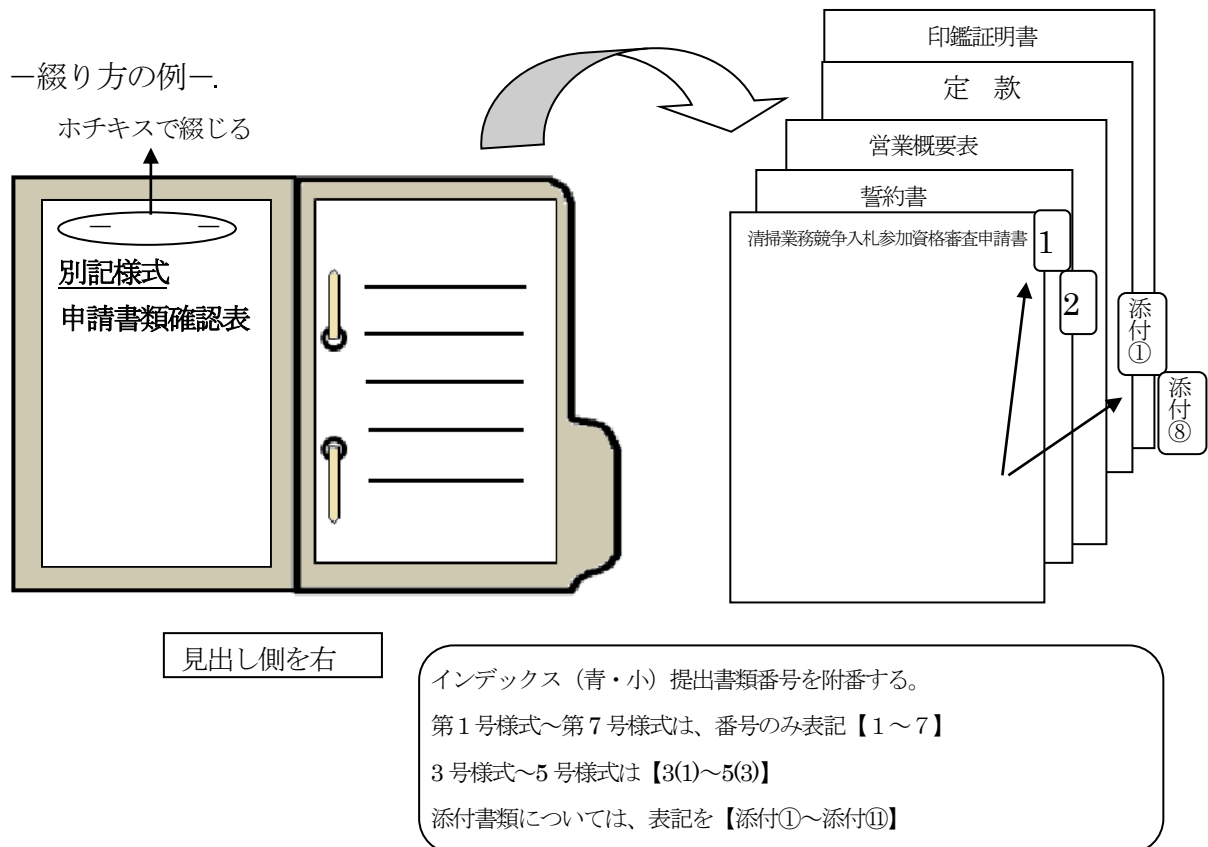 －綴り方の例－.
ホチキスで綴じる
別記様式
申請書類確認表
見出し側を右
印鑑証明書
定　款
営業概要表
誓約書
清掃業務競争入札参加資格審査申請書
1
2
添付①
添付⑧
インデックス（青・小）提出書類番号を附番する。
第１号様式～第７号様式は、番号のみ表記【１～７】
3号様式～5号様式は【3(1)～5(3)】
添付書類については、表記を【添付①～添付⑪】